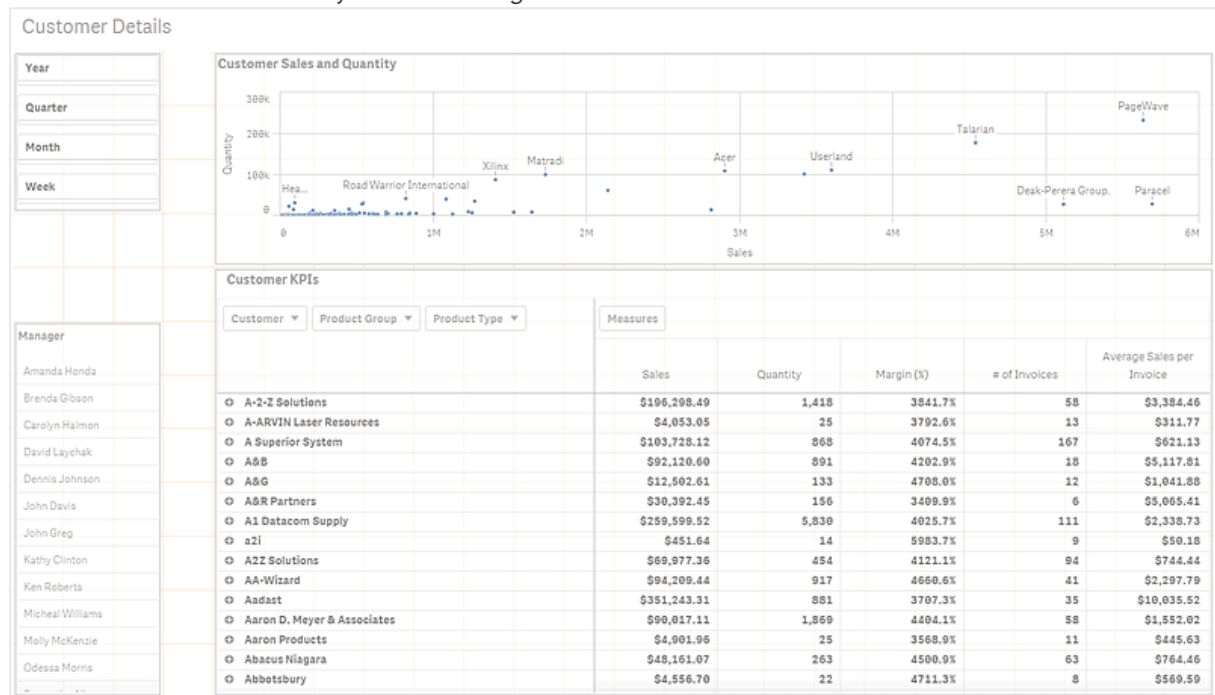 Customer Details
Year
Quarter
Month
Week
Customer Sales and Quantity
300k
200k
100k
0
Quantity
PageWave
Talarian
Acer
Userland
Xilinx
Matradi
Hea...
Road Warrior International
Deak-Perera Group.
Paracel
0 1M 2M 3M 4M 5M 6M
Sales
Manager
Amanda Honda
Brenda Gibson
Carolyn Halmon
David Laychak
Dennis Johnson
John Davis
John Greg
Kathy Clinton
Ken Roberts
Micheal Williams
Molly McKenzie
Odessa Morris
Customer KPIs
Customer Product Group Product Type Measures
Sales Quantity Margin (%) # of Invoices Average Sales per Invoice
A-2-Z Solutions $196,298.49 1,418 3841.7% 58 $3,384.46
A-ARVIN Laser Resources $4,053.05 25 3792.6% 13 $311.77
A Superior System $103,728.12 868 4074.5% 167 $621.13
A&B $92,120.60 891 4202.9% 18 $5,117.81
A&G $12,502.61 133 4708.0% 12 $1,041.88
A&R Partners $30,392.45 156 3409.9% 6 $5,065.41
A1 Datacom Supply $259,599.52 5,830 4025.7% 111 $2,338.73
a2i $451.64 14 5983.7% 9 $50.18
A2Z Solutions $69,977.36 454 4121.1% 94 $744.44
AA-Wizard $94,209.44 917 4660.6% 41 $2,297.79
Aadast $351,243.31 881 3707.3% 35 $10,035.52
Aaron D. Meyer & Associates $90,017.11 1,869 4404.1% 58 $1,552.02
Aaron Products $4,901.96 25 3568.9% 11 $445.63
Abacus Niagara $48,161.07 263 4500.9% 63 $764.46
Abbotsbury $4,556.70 22 4711.3% 8 $569.59